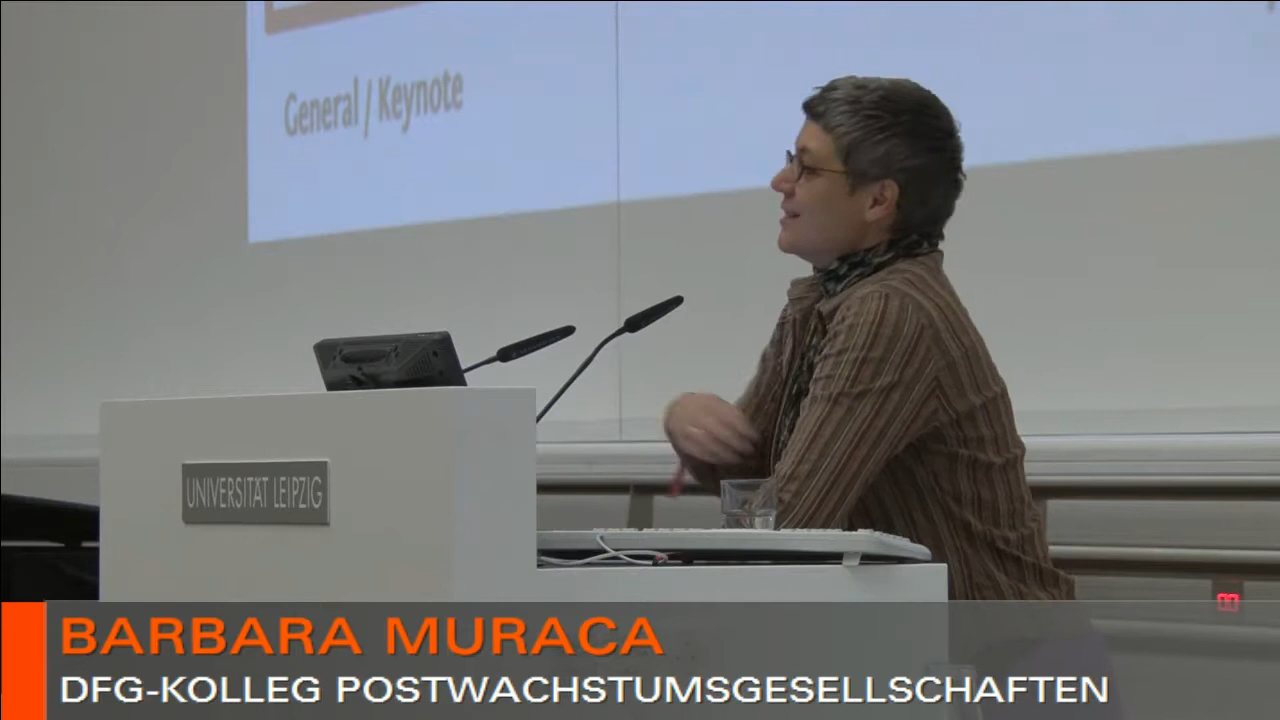 General / Keynote
UNIVERSITÄT LEIPZIG
BARBARA MURACA
DFG-KOLLEG POSTWACHSTUMSGESELLSCHAFTEN